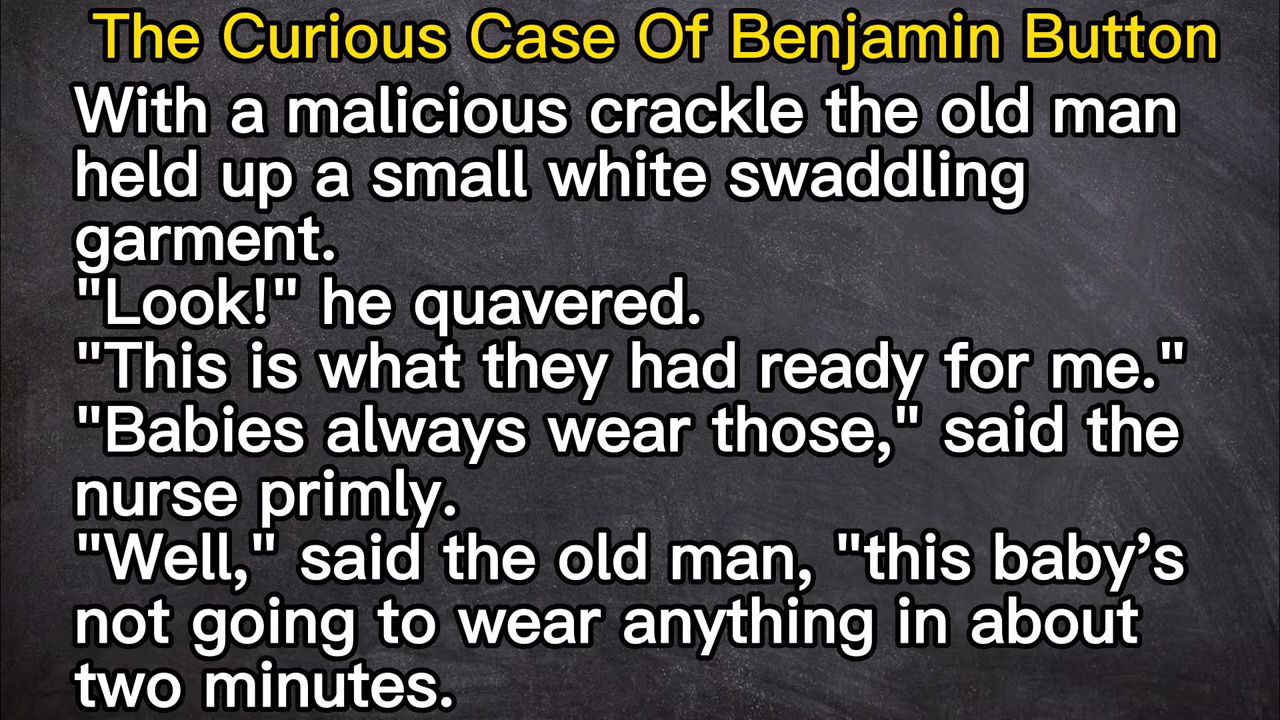 The Curious Case Of Benjamin Button
With a malicious crackle the old man
held up a small white swaddling
garment.
"Look!" he quavered.
"This is what they had ready for me."
"Babies always wear those," said the
nurse primly.
"Well," said the old man, "this baby’s
not going to wear anything in about
two minutes.